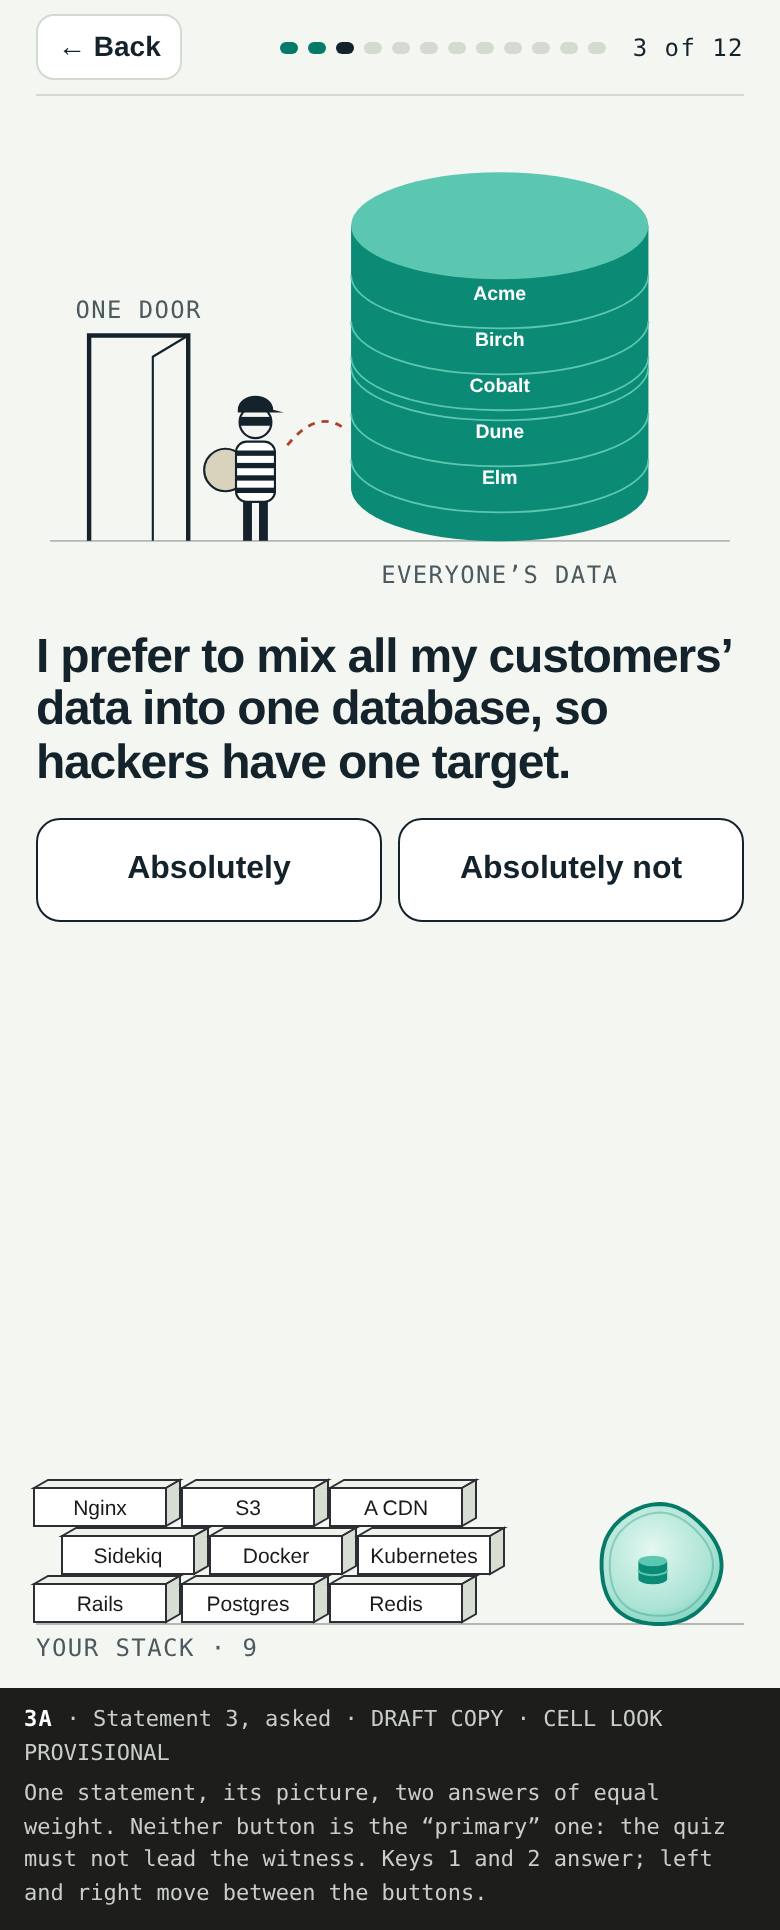 ← Back
3 of 12
ONE DOOR
Acme
Birch
Cobalt
Dune
Elm
EVERYONE’S DATA
I prefer to mix all my customers’
data into one database, so
hackers have one target.
Absolutely
Absolutely not
Nginx
S3
A CDN
Sidekiq
Docker
Kubernetes
Rails
Postgres
Redis
YOUR STACK · 9
3A · Statement 3, asked · DRAFT COPY · CELL LOOK
PROVISIONAL
One statement, its picture, two answers of equal
weight. Neither button is the “primary” one: the quiz
must not lead the witness. Keys 1 and 2 answer; left
and right move between the buttons.